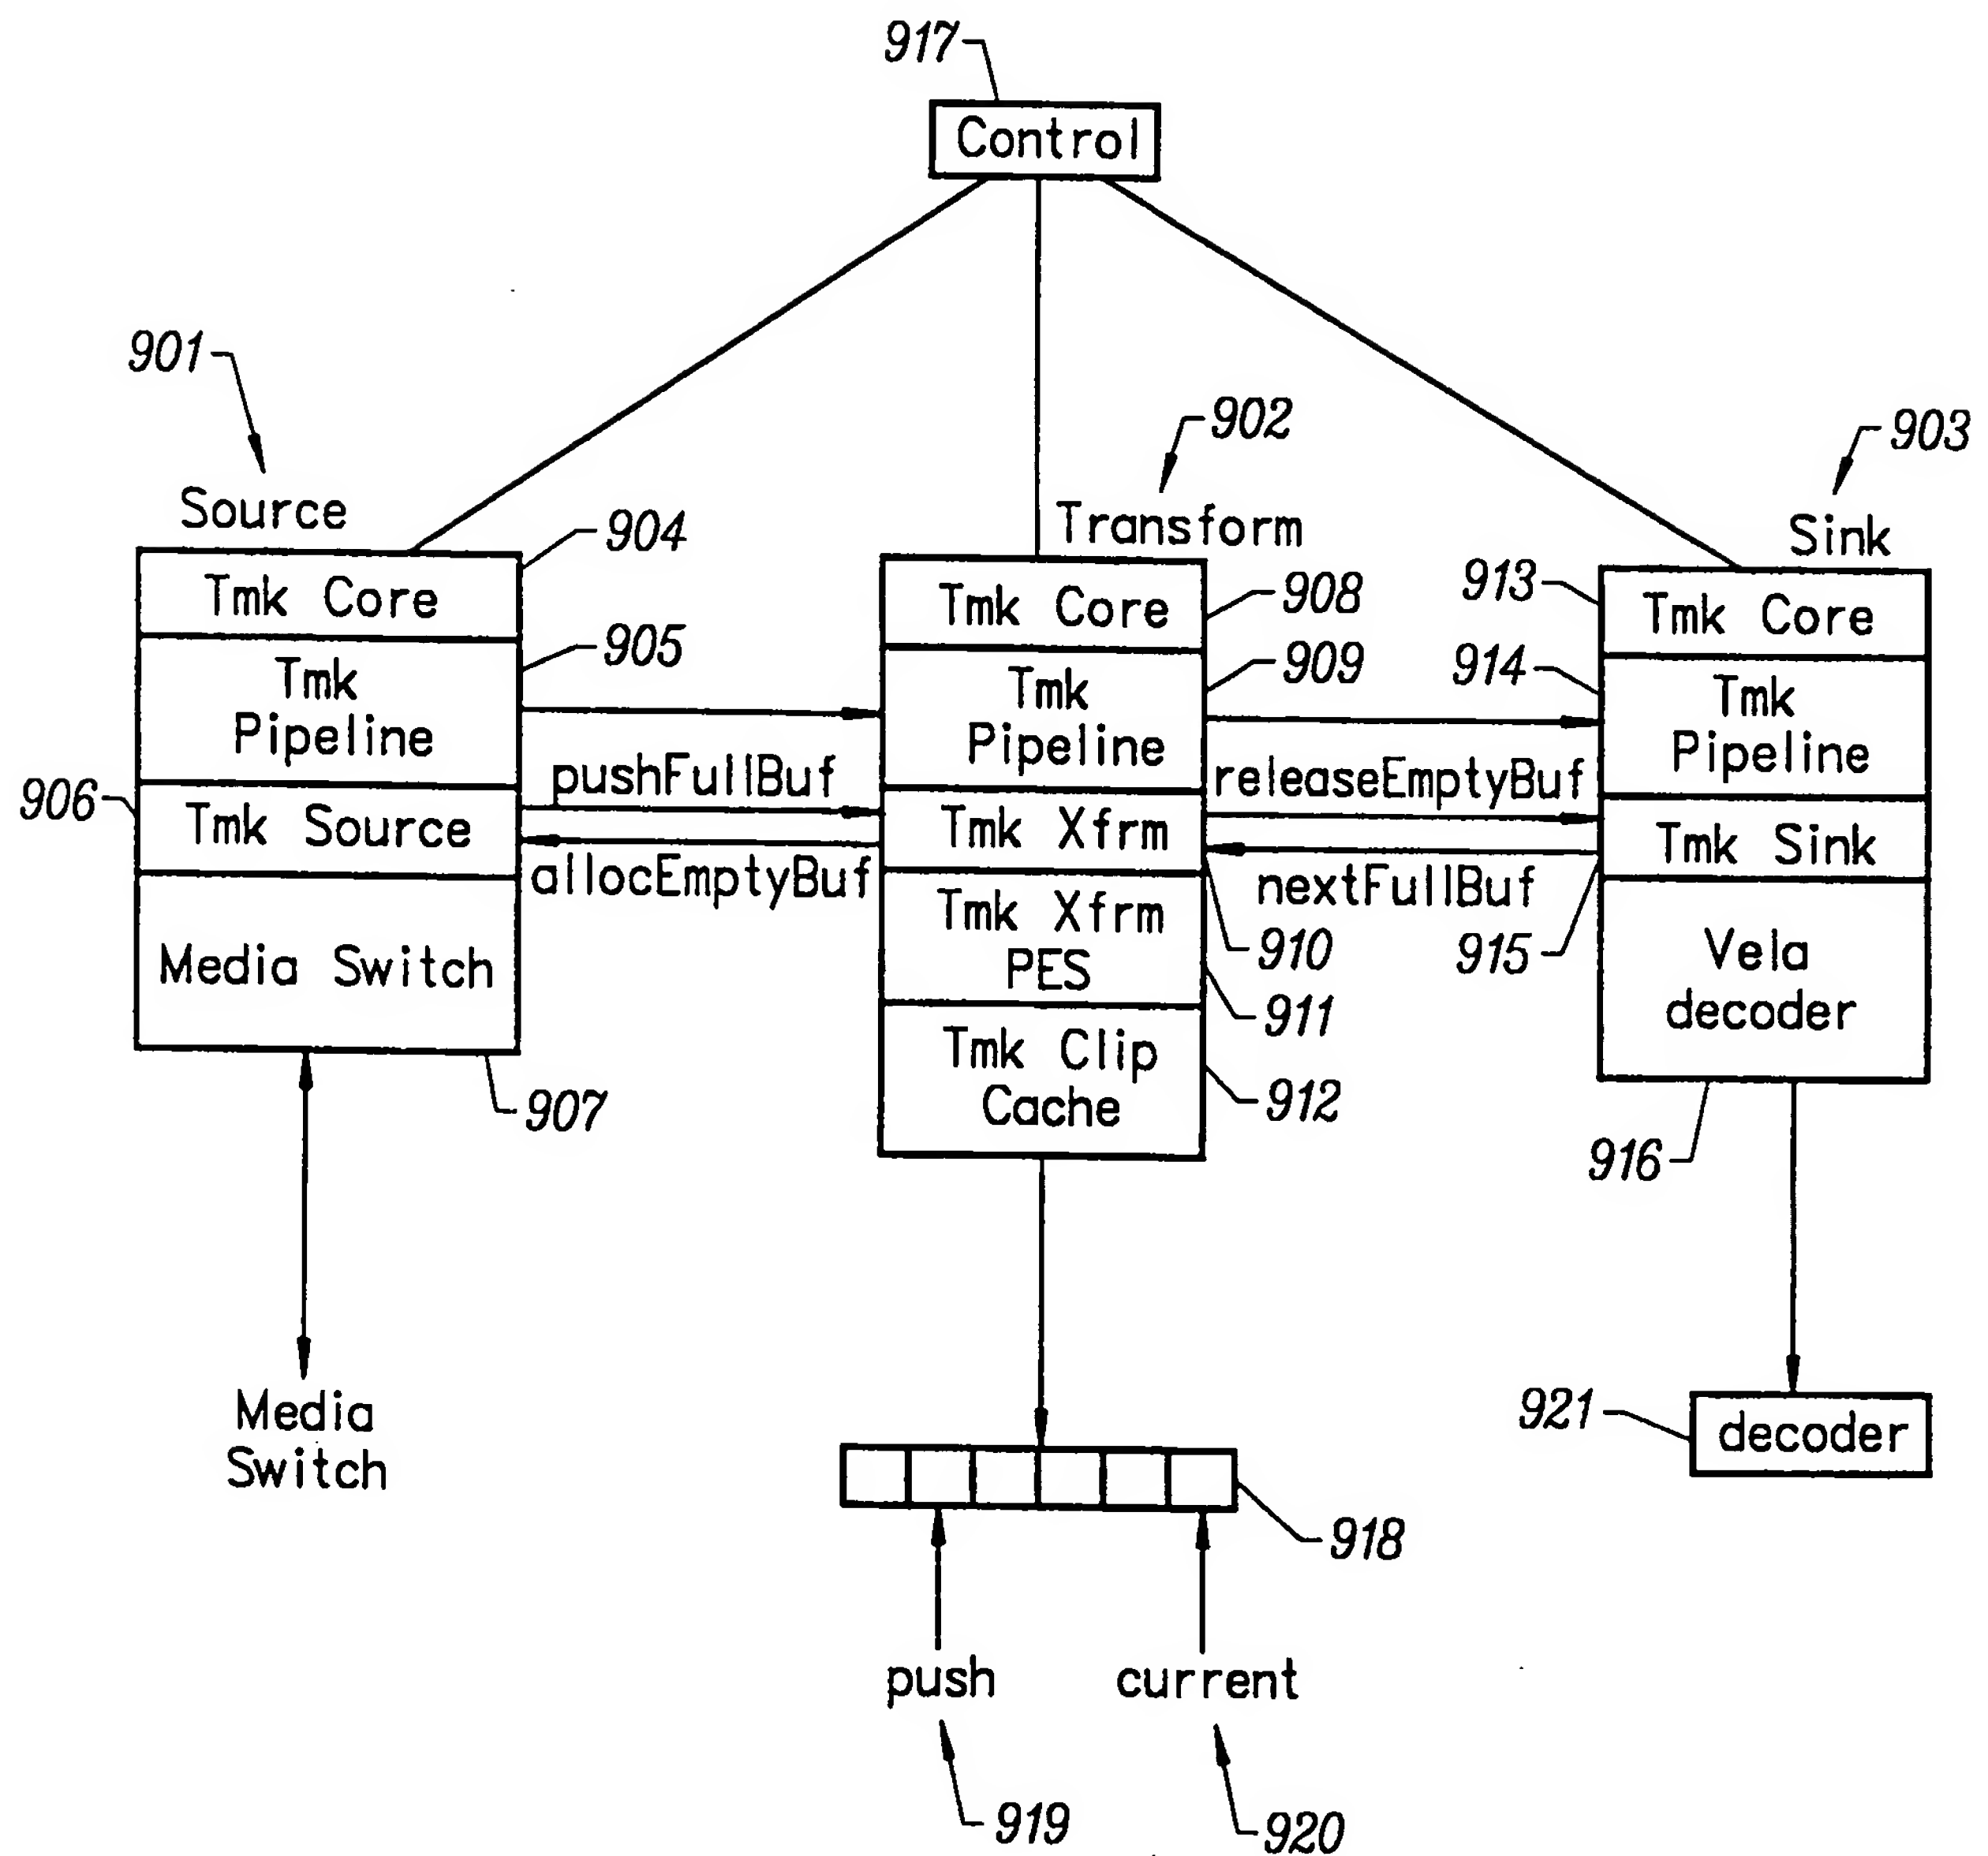 917
Control
901
Source
902
Transform
903
Sink
904
Tmk Core
905
Tmk
Pipeline
906
Tmk Source
Media Switch
907
pushFullBuf
allocEmptyBuf
Tmk Core
908
Tmk
Pipeline
909
Tmk Xfrm
910
Tmk Xfrm
PES
911
Tmk Clip
Cache
912
releaseEmptyBuf
nextFullBuf
913
Tmk Core
914
Tmk
Pipeline
Tmk Sink
915
Vela
decoder
916
Media
Switch
918
921
decoder
push
current
919
920